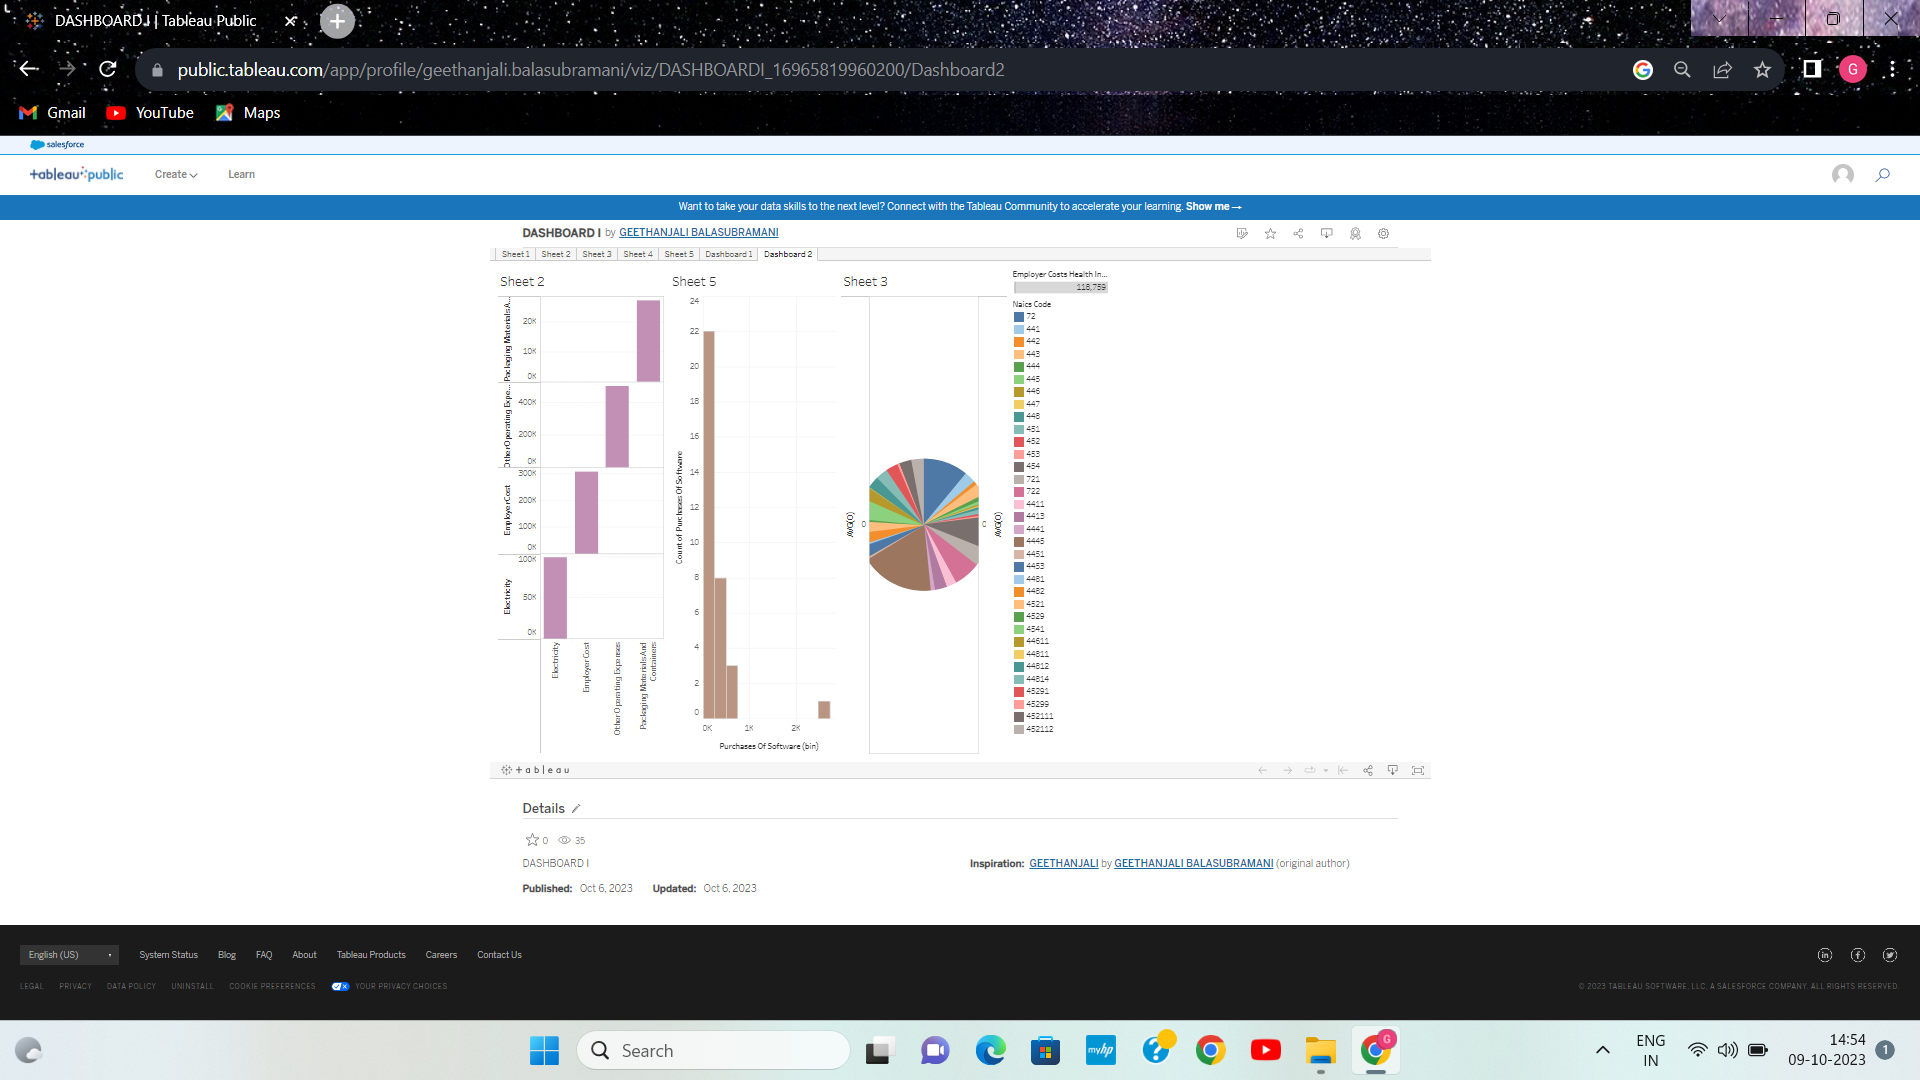 DASHBOARD I | Tableau Public
public.tableau.com/app/profile/geethanjali.balasubramani/viz/DASHBOARDI_16965819960200/Dashboard2
G
Gmail
YouTube
Maps
salesforce
+ableau public
Create
Learn
Want to take your data skills to the next level? Connect with the Tableau Community to accelerate your learning. Show me →
DASHBOARD I by GEETHANJALI BALASUBRAMANI
Sheet 1
Sheet 2
Sheet 3
Sheet 4
Sheet 5
Dashboard 1
Dashboard 2
Sheet 2
Packaging Materials A...
20K
10K
0K
Other Operating Expe...
400K
200K
0K
Employer Cost
300K
200K
100K
0K
Electricity
100K
50K
0K
Electricity
Employer Cost
Other Operating Expenses
Packaging Materials And
Containers
Sheet 5
Count of Purchases Of Software
24
22
20
18
16
14
12
10
8
6
4
2
0
0K
1K
2K
Purchases Of Software (bin)
Sheet 3
AVG(0)
0
0
AVG(0)
Employer Costs Health In...
118,759
Naics Code
72
441
442
443
444
445
446
447
448
451
452
453
454
721
722
4411
4413
4441
4445
4451
4453
4481
4482
4521
4529
4541
44611
44811
44812
44814
45291
45299
452111
452112
+ a b | e a u
Details
0
35
DASHBOARD I
Inspiration: GEETHANJALI by GEETHANJALI BALASUBRAMANI (original author)
Published: Oct 6, 2023 Updated: Oct 6, 2023
English (US)
System Status
Blog
FAQ
About
Tableau Products
Careers
Contact Us
LEGAL
PRIVACY
DATA POLICY
UNINSTALL
COOKIE PREFERENCES
YOUR PRIVACY CHOICES
© 2023 TABLEAU SOFTWARE, LLC, A SALESFORCE COMPANY. ALL RIGHTS RESERVED.
Search
myhp
G
ENG
IN
14:54
09-10-2023
1